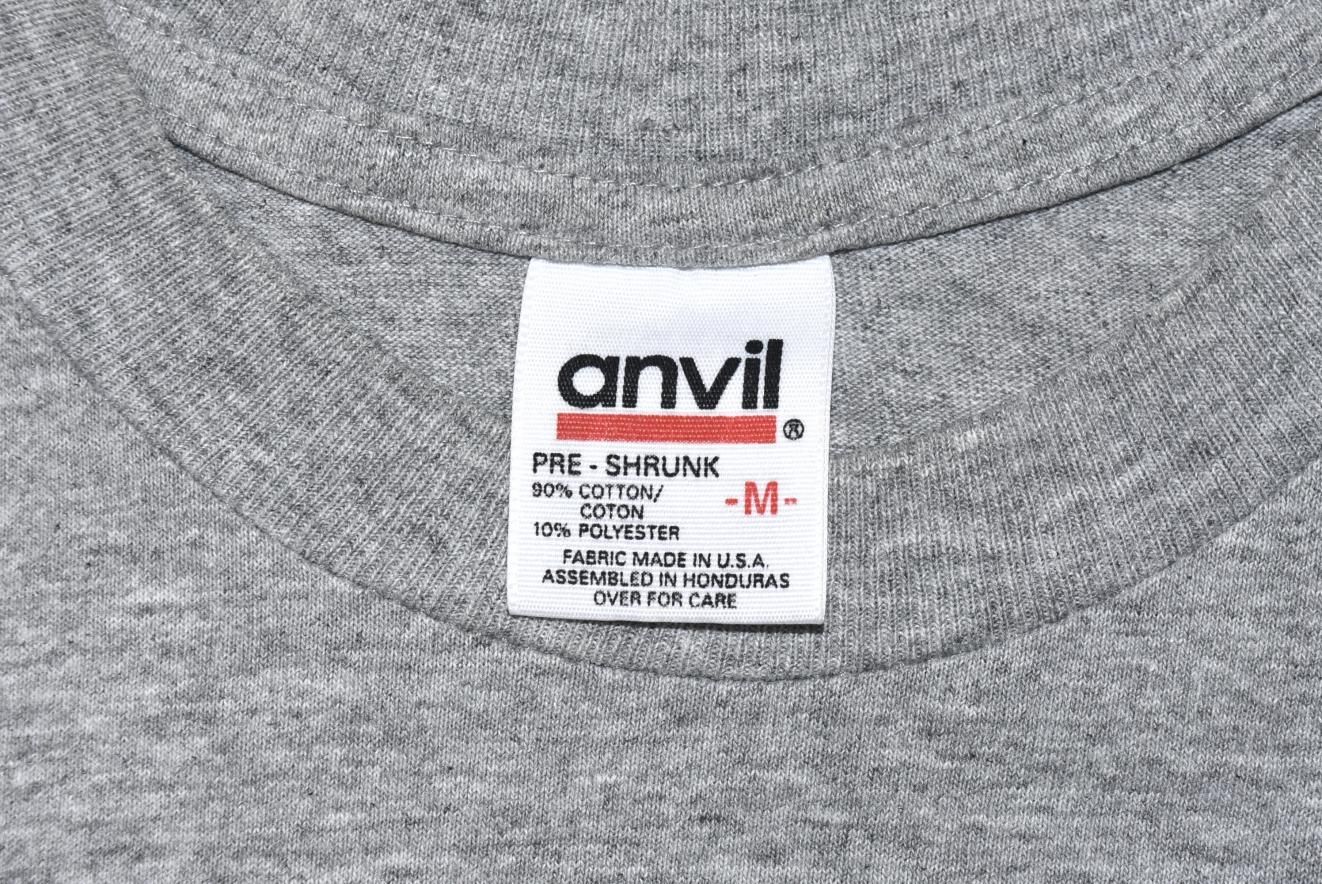 anvil®
PRE - SHRUNK
90% COTTON/
COTON
-M-
10% POLYESTER
FABRIC MADE IN U.S.A.
ASSEMBLED IN HONDURAS
OVER FOR CARE